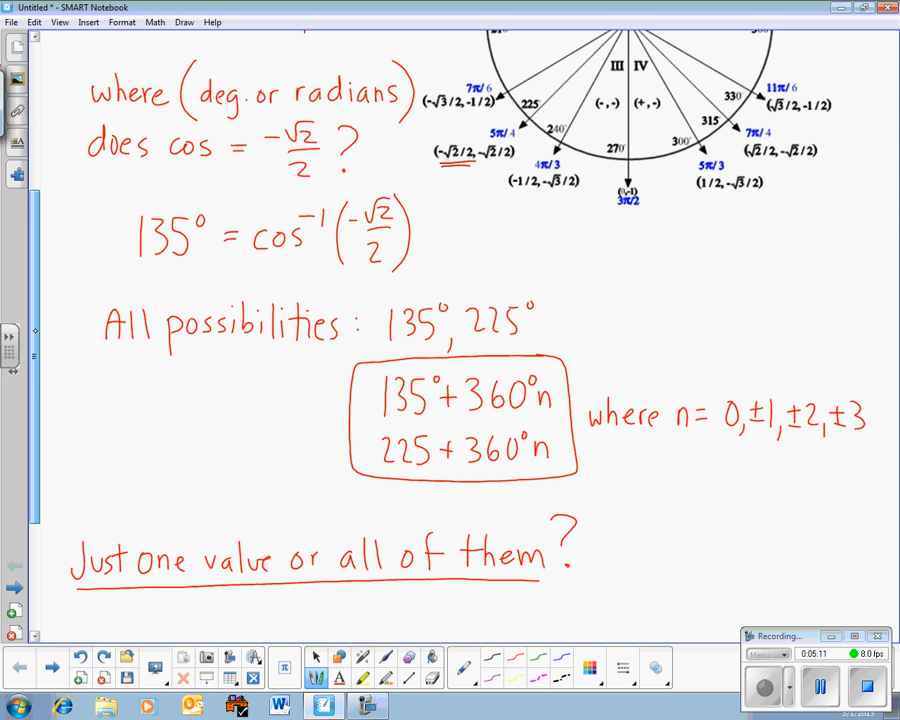 Untitled * - SMART Notebook
File Edit View Insert Format Math Draw Help
III IV
(-,-) (+,-)
7π/6
(-√3/2,-1/2)
225
5π/4
(-√2/2,-√2/2)
240°
4π/3
(-1/2,-√3/2)
270°
3π/2
300°
5π/3
(1/2,-√3/2)
315°
7π/4
(√2/2,-√2/2)
330°
11π/6
(√3/2,-1/2)
where (deg. or radians)
does cos = -√2/2 ?
135° = cos⁻¹(-√2/2)
All possibilities: 135°, 225°
135° + 360°n
225 + 360°n
where n = 0, ±1, ±2, ±3
Just one value or all of them?
Recording...
Menu
0:05:11 8.0 fps